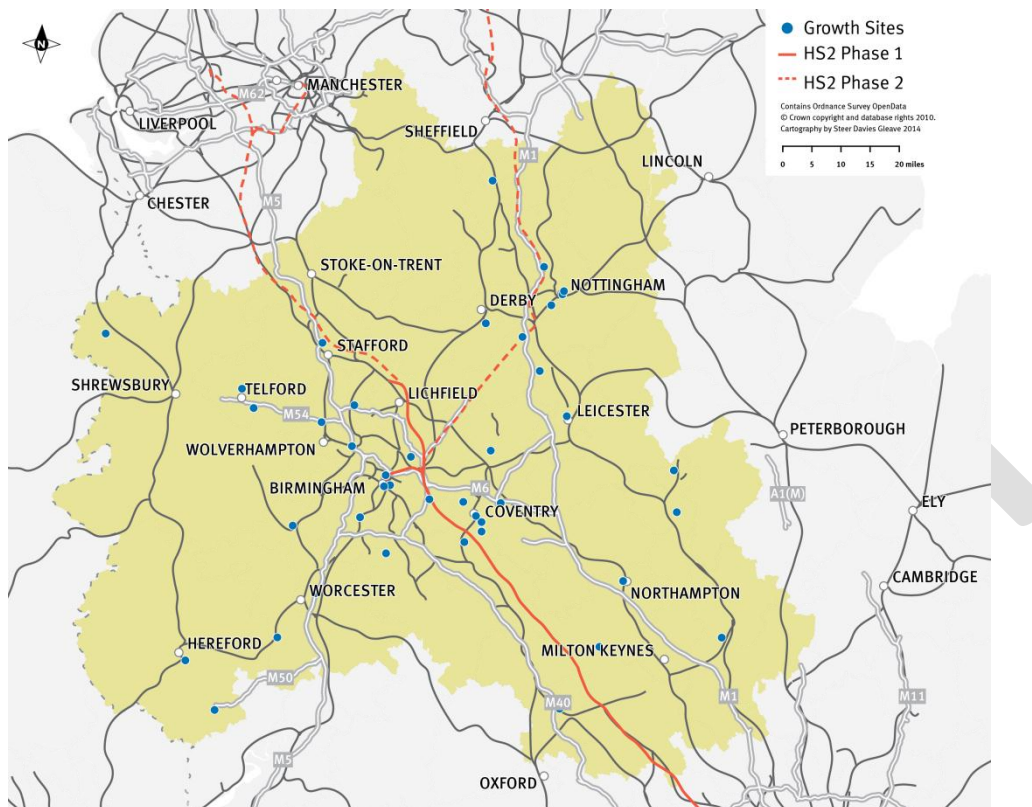 N
Growth Sites
HS2 Phase 1
HS2 Phase 2
Contains Ordnance Survey OpenData
© Crown copyright and database rights 2010.
Cartography by Steer Davies Gleave 2014
0 5 10 15 20 miles
MANCHESTER
M62
LIVERPOOL
SHEFFIELD
M1
LINCOLN
CHESTER
M5
STOKE-ON-TRENT
NOTTINGHAM
DERBY
STAFFORD
SHREWSBURY
TELFORD
LICHFIELD
M54
LEICESTER
PETERBOROUGH
WOLVERHAMPTON
BIRMINGHAM
M6
A1(M)
COVENTRY
ELY
CAMBRIDGE
WORCESTER
NORTHAMPTON
HEREFORD
MILTON KEYNES
M50
M40
M1
M11
M5
OXFORD